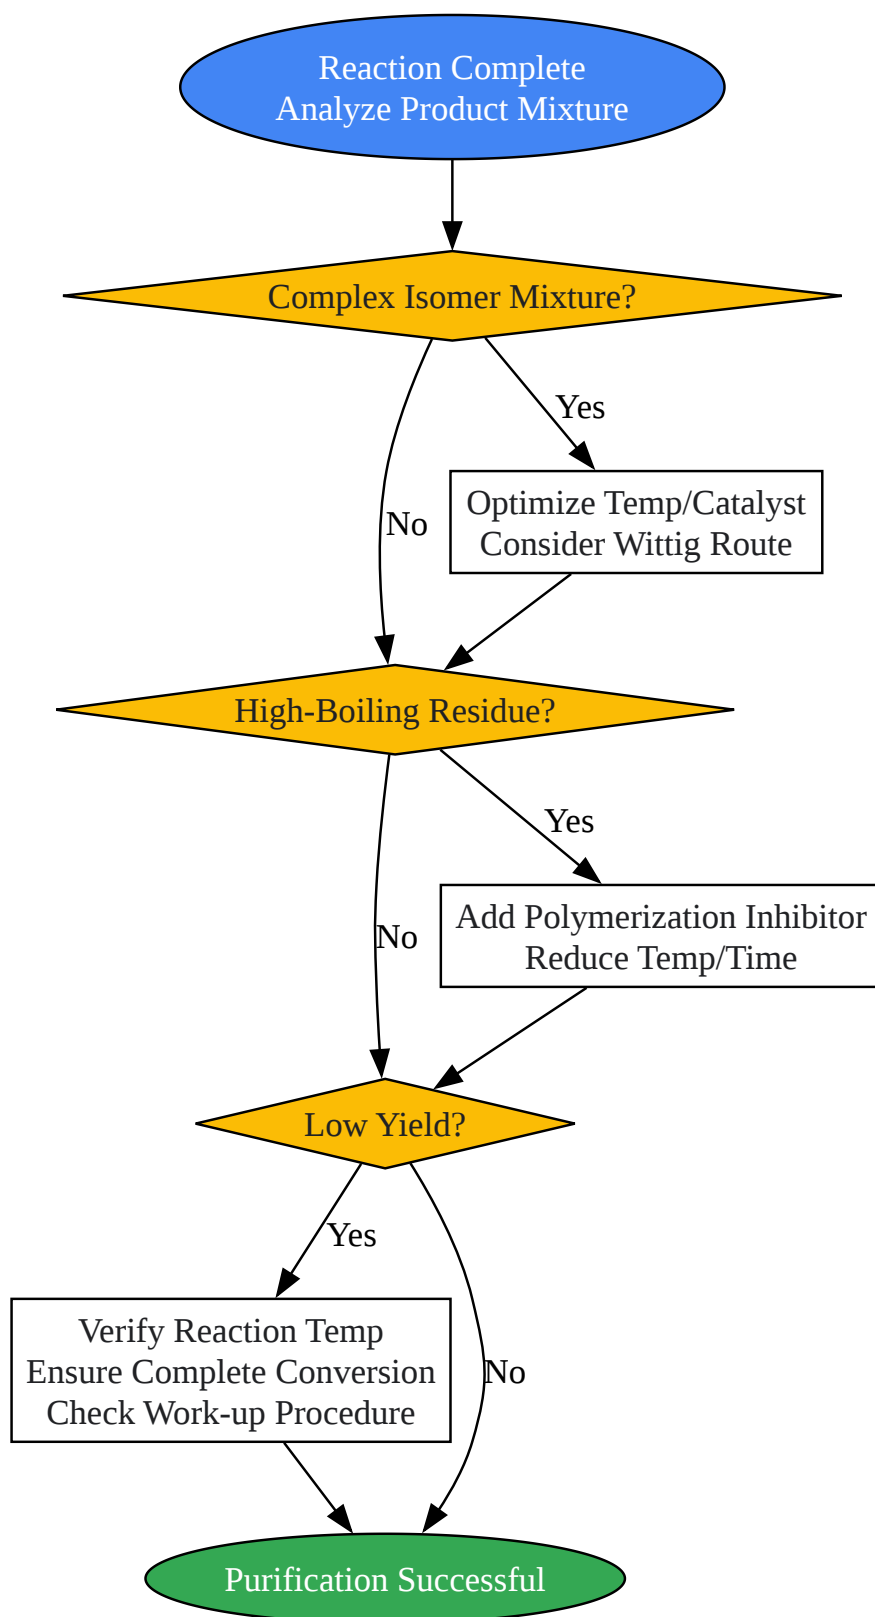 Reaction Complete
Analyze Product Mixture
Complex Isomer Mixture?
Yes
Optimize Temp/Catalyst
Consider Wittig Route
No
High-Boiling Residue?
Yes
Add Polymerization Inhibitor
Reduce Temp/Time
No
Low Yield?
Yes
Verify Reaction Temp
Ensure Complete Conversion
Check Work-up Procedure
No
Purification Successful